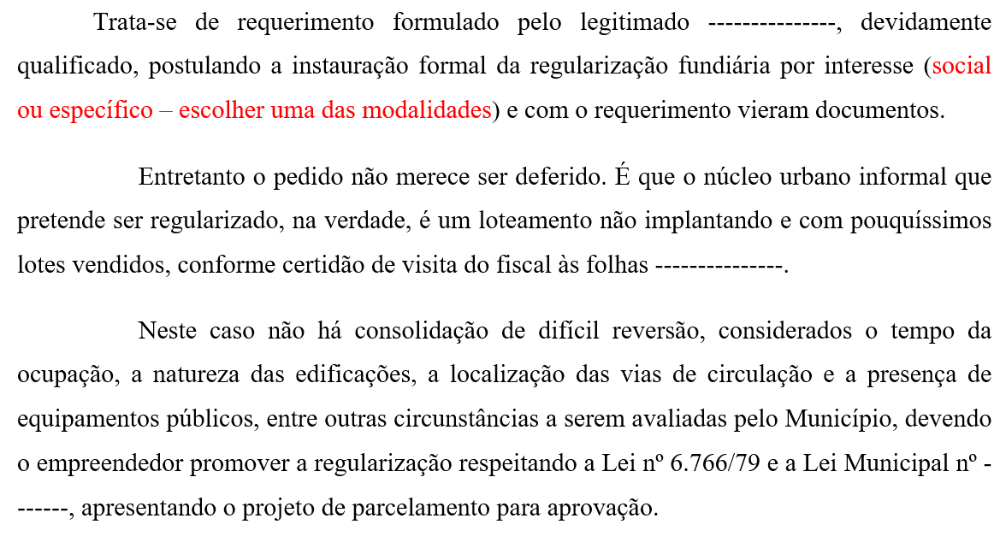 Trata-se de requerimento formulado pelo legitimado ---------------, devidamente
qualificado, postulando a instauração formal da regularização fundiária por interesse (social
ou específico – escolher uma das modalidades) e com o requerimento vieram documentos.
Entretanto o pedido não merece ser deferido. É que o núcleo urbano informal que
pretende ser regularizado, na verdade, é um loteamento não implantando e com pouquíssimos
lotes vendidos, conforme certidão de visita do fiscal às folhas ---------------.
Neste caso não há consolidação de difícil reversão, considerados o tempo da
ocupação, a natureza das edificações, a localização das vias de circulação e a presença de
equipamentos públicos, entre outras circunstâncias a serem avaliadas pelo Município, devendo
o empreendedor promover a regularização respeitando a Lei nº 6.766/79 e a Lei Municipal nº -
------, apresentando o projeto de parcelamento para aprovação.